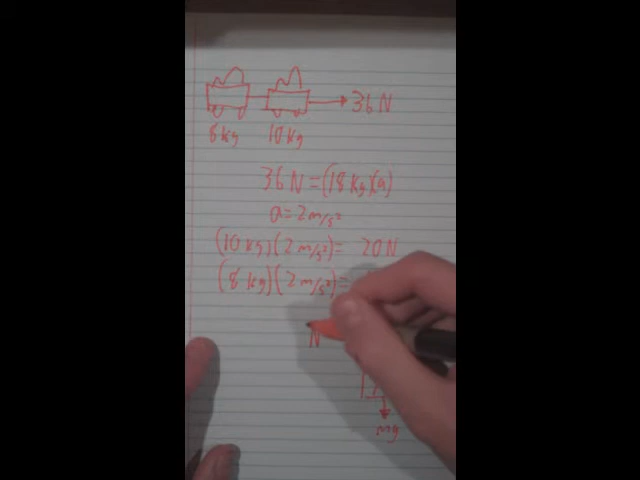 36 N
8 kg 10 kg
36 N = (18 kg)(a)
a = 2 m/s²
(10 kg)(2 m/s²) = 20 N
(8 kg)(2 m/s²) =
N
mg